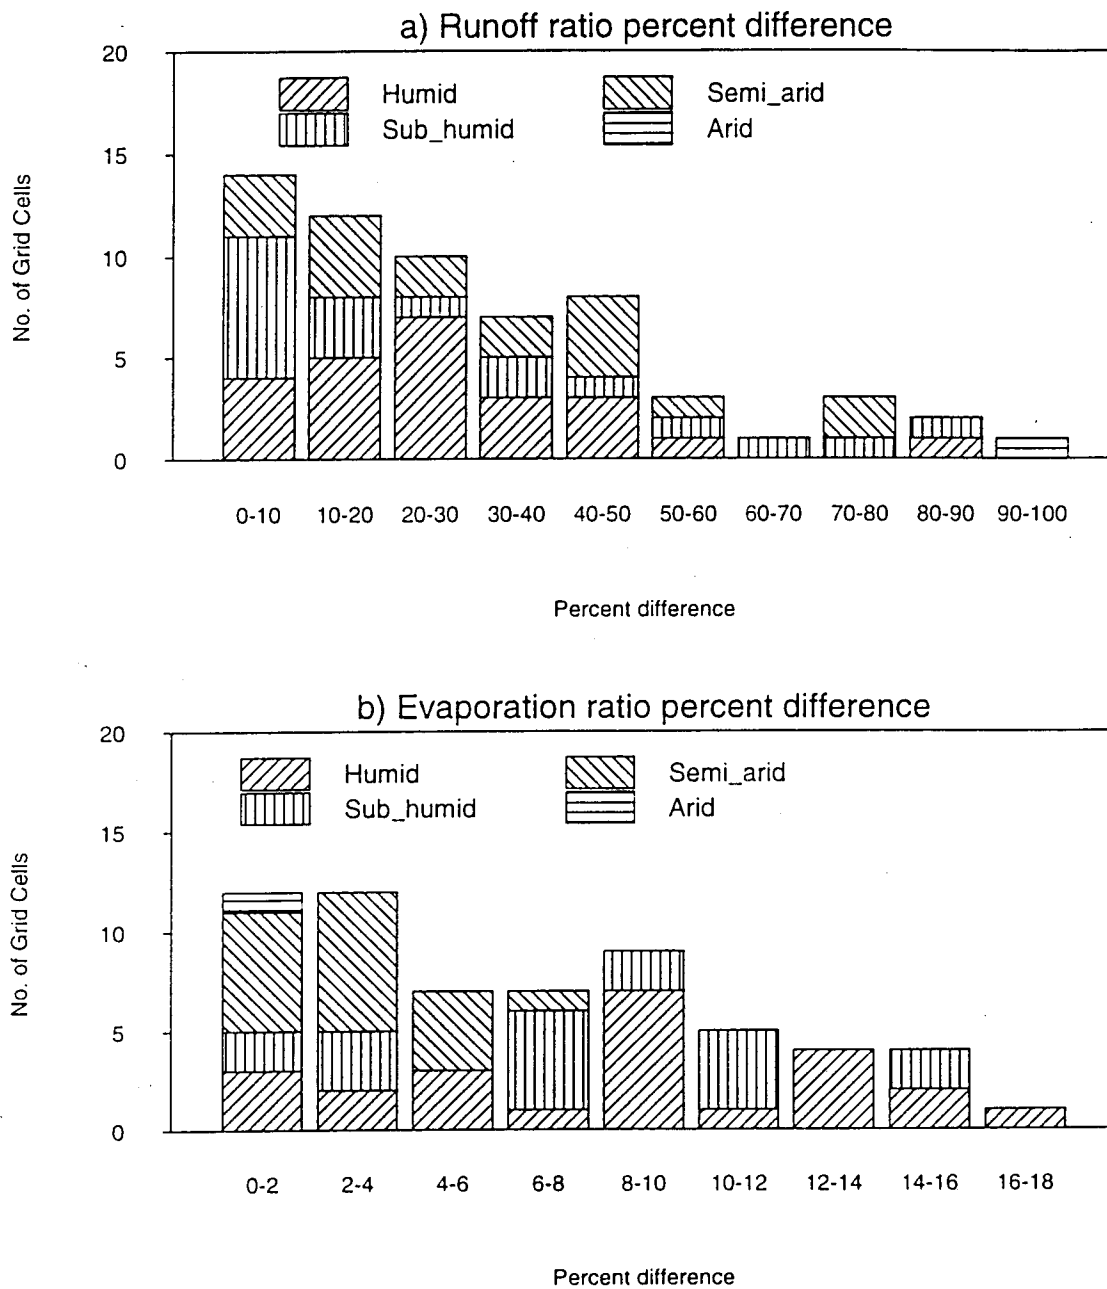 a) Runoff ratio percent difference
20
15
10
5
0
No. of Grid Cells
Humid
Sub_humid
Semi_arid
Arid
0-10 10-20 20-30 30-40 40-50 50-60 60-70 70-80 80-90 90-100
Percent difference
b) Evaporation ratio percent difference
20
15
10
5
0
No. of Grid Cells
Humid
Sub_humid
Semi_arid
Arid
0-2 2-4 4-6 6-8 8-10 10-12 12-14 14-16 16-18
Percent difference